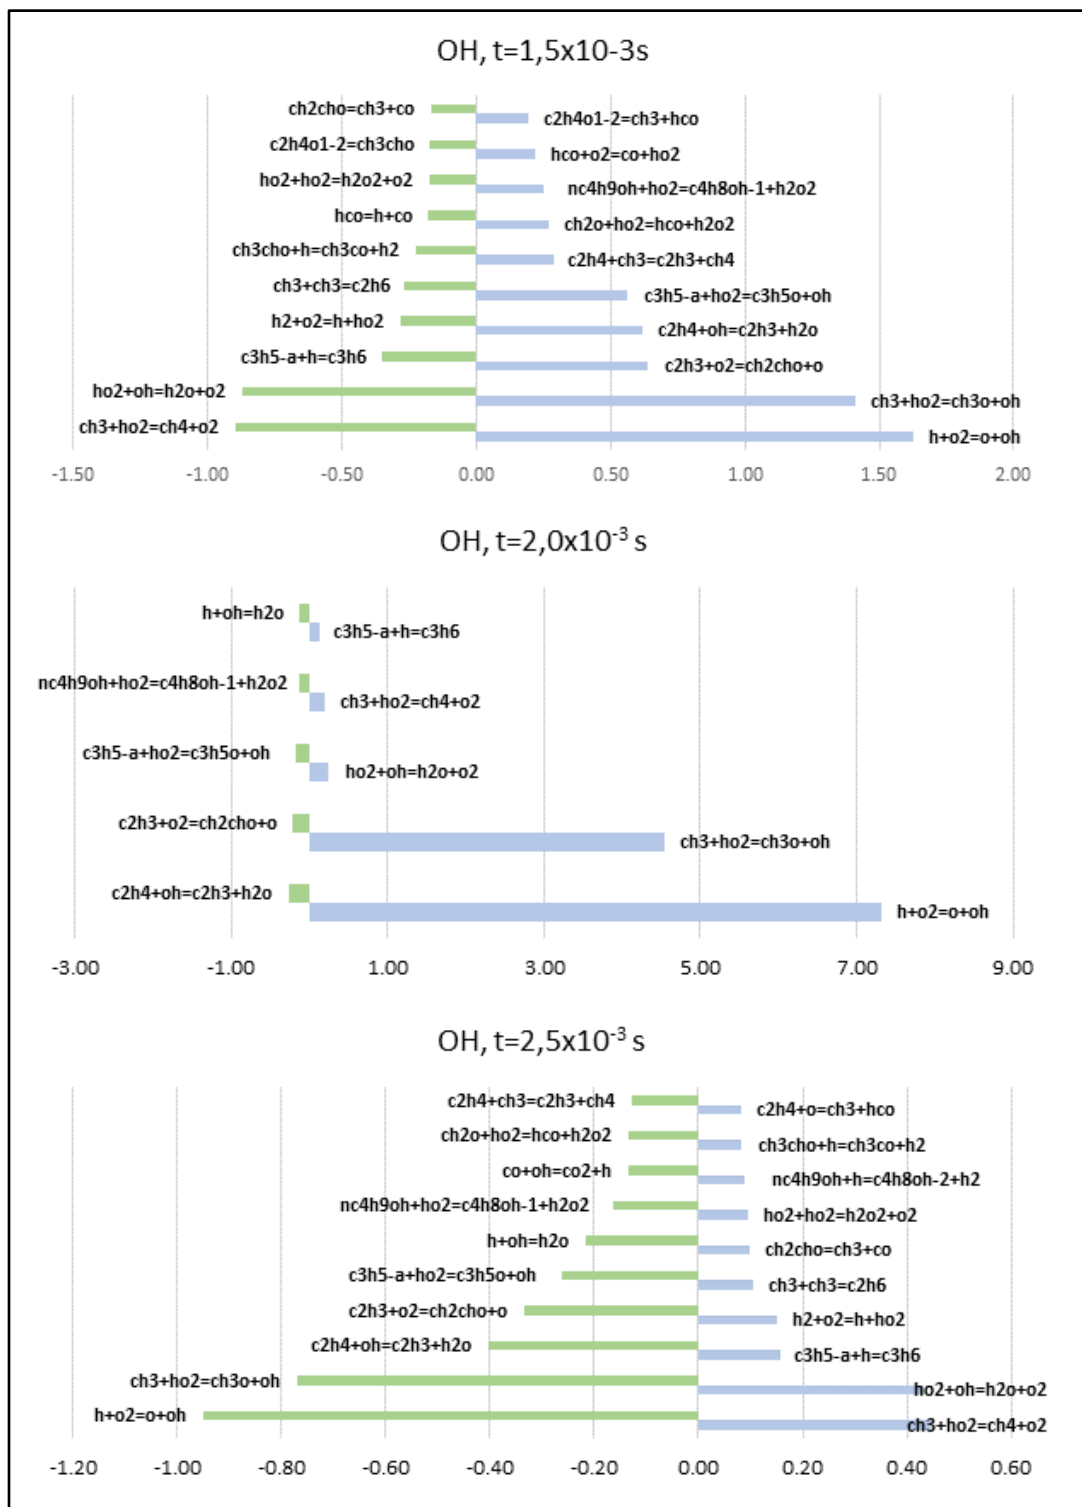 OH, t=1,5x10-3s
ch2cho=ch3+co
c2h4o1-2=ch3+hco
c2h4o1-2=ch3cho
hco+o2=co+ho2
ho2+ho2=h2o2+o2
nc4h9oh+ho2=c4h8oh-1+h2o2
hco=h+co
ch2o+ho2=hco+h2o2
ch3cho+h=ch3co+h2
c2h4+ch3=c2h3+ch4
ch3+ch3=c2h6
c3h5-a+ho2=c3h5o+oh
h2+o2=h+ho2
c2h4+oh=c2h3+h2o
c3h5-a+h=c3h6
c2h3+o2=ch2cho+o
ho2+oh=h2o+o2
ch3+ho2=ch3o+oh
ch3+ho2=ch4+o2
h+o2=o+oh
-1.50 -1.00 -0.50 0.00 0.50 1.00 1.50 2.00
OH, t=2,0x10-3 s
h+oh=h2o
c3h5-a+h=c3h6
nc4h9oh+ho2=c4h8oh-1+h2o2
ch3+ho2=ch4+o2
c3h5-a+ho2=c3h5o+oh
ho2+oh=h2o+o2
c2h3+o2=ch2cho+o
ch3+ho2=ch3o+oh
c2h4+oh=c2h3+h2o
h+o2=o+oh
-3.00 -1.00 1.00 3.00 5.00 7.00 9.00
OH, t=2,5x10-3 s
c2h4+ch3=c2h3+ch4
c2h4+o=ch3+hco
ch2o+ho2=hco+h2o2
ch3cho+h=ch3co+h2
co+oh=co2+h
nc4h9oh+h=c4h8oh-2+h2
nc4h9oh+ho2=c4h8oh-1+h2o2
ho2+ho2=h2o2+o2
h+oh=h2o
ch2cho=ch3+co
c3h5-a+ho2=c3h5o+oh
ch3+ch3=c2h6
c2h3+o2=ch2cho+o
h2+o2=h+ho2
c2h4+oh=c2h3+h2o
c3h5-a+h=c3h6
ch3+ho2=ch3o+oh
ho2+oh=h2o+o2
h+o2=o+oh
ch3+ho2=ch4+o2
-1.20 -1.00 -0.80 -0.60 -0.40 -0.20 0.00 0.20 0.40 0.60